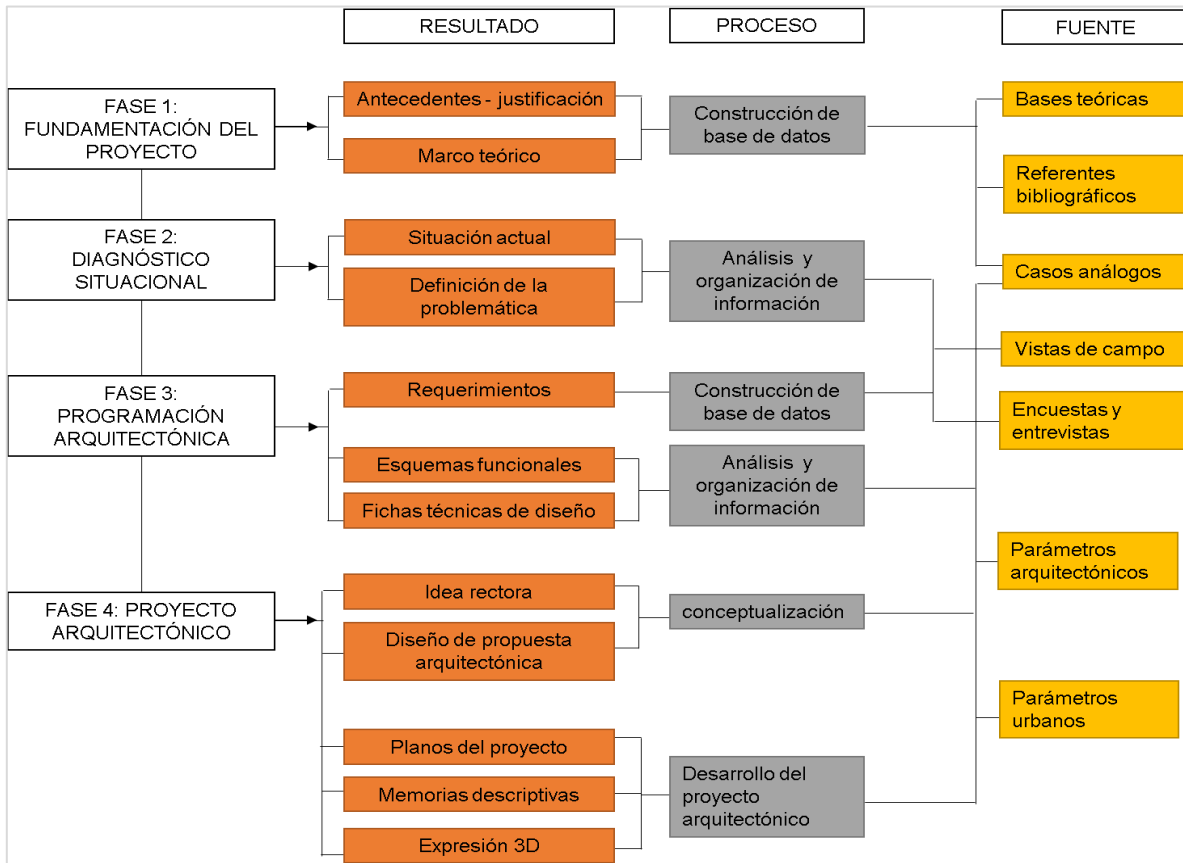 RESULTADO
PROCESO
FUENTE
FASE 1:
FUNDAMENTACIÓN DEL
PROYECTO
Antecedentes - justificación
Marco teórico
Construcción de
base de datos
Bases teóricas
Referentes
bibliográficos
FASE 2:
DIAGNÓSTICO
SITUACIONAL
Situación actual
Definición de la
problemática
Análisis y
organización de
información
Casos análogos
Vistas de campo
FASE 3:
PROGRAMACIÓN
ARQUITECTÓNICA
Requerimientos
Construcción de
base de datos
Encuestas y
entrevistas
Esquemas funcionales
Fichas técnicas de diseño
Análisis y
organización de
información
Parámetros
arquitectónicos
FASE 4: PROYECTO
ARQUITECTÓNICO
Idea rectora
Diseño de propuesta
arquitectónica
conceptualización
Parámetros
urbanos
Planos del proyecto
Memorias descriptivas
Expresión 3D
Desarrollo del
proyecto
arquitectónico